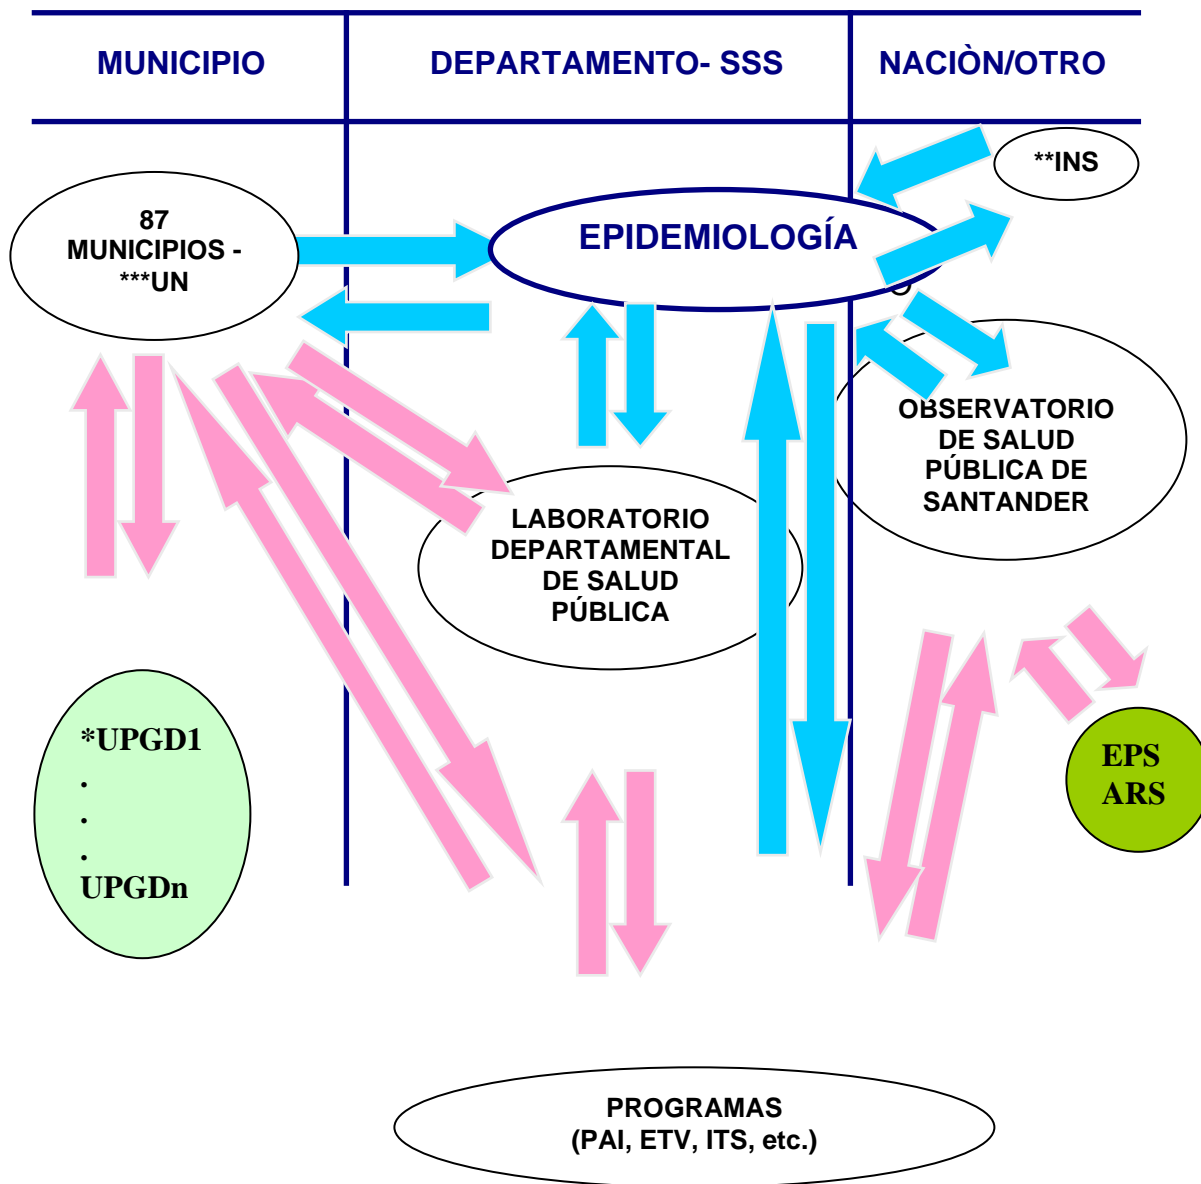 MUNICIPIO
DEPARTAMENTO- SSS
NACIÒN/OTRO
**INS
87
MUNICIPIOS -
***UN
EPIDEMIOLOGÍA
OBSERVATORIO
DE SALUD
PÚBLICA DE
SANTANDER
LABORATORIO
DEPARTAMENTAL
DE SALUD
PÚBLICA
*UPGD1
.
.
.
UPGDn
EPS
ARS
PROGRAMAS
(PAI, ETV, ITS, etc.)